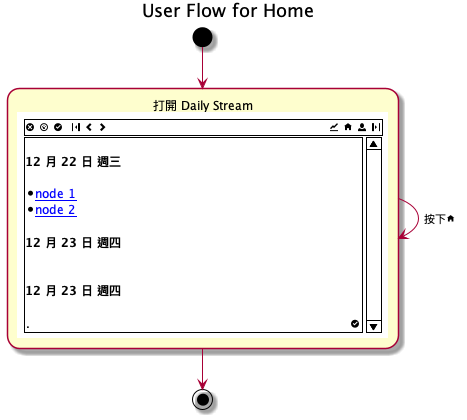 User Flow for Home
打開 Daily Stream
12 月 22 日 週三
node 1
node 2
12 月 23 日 週四
12 月 23 日 週四
.
按下